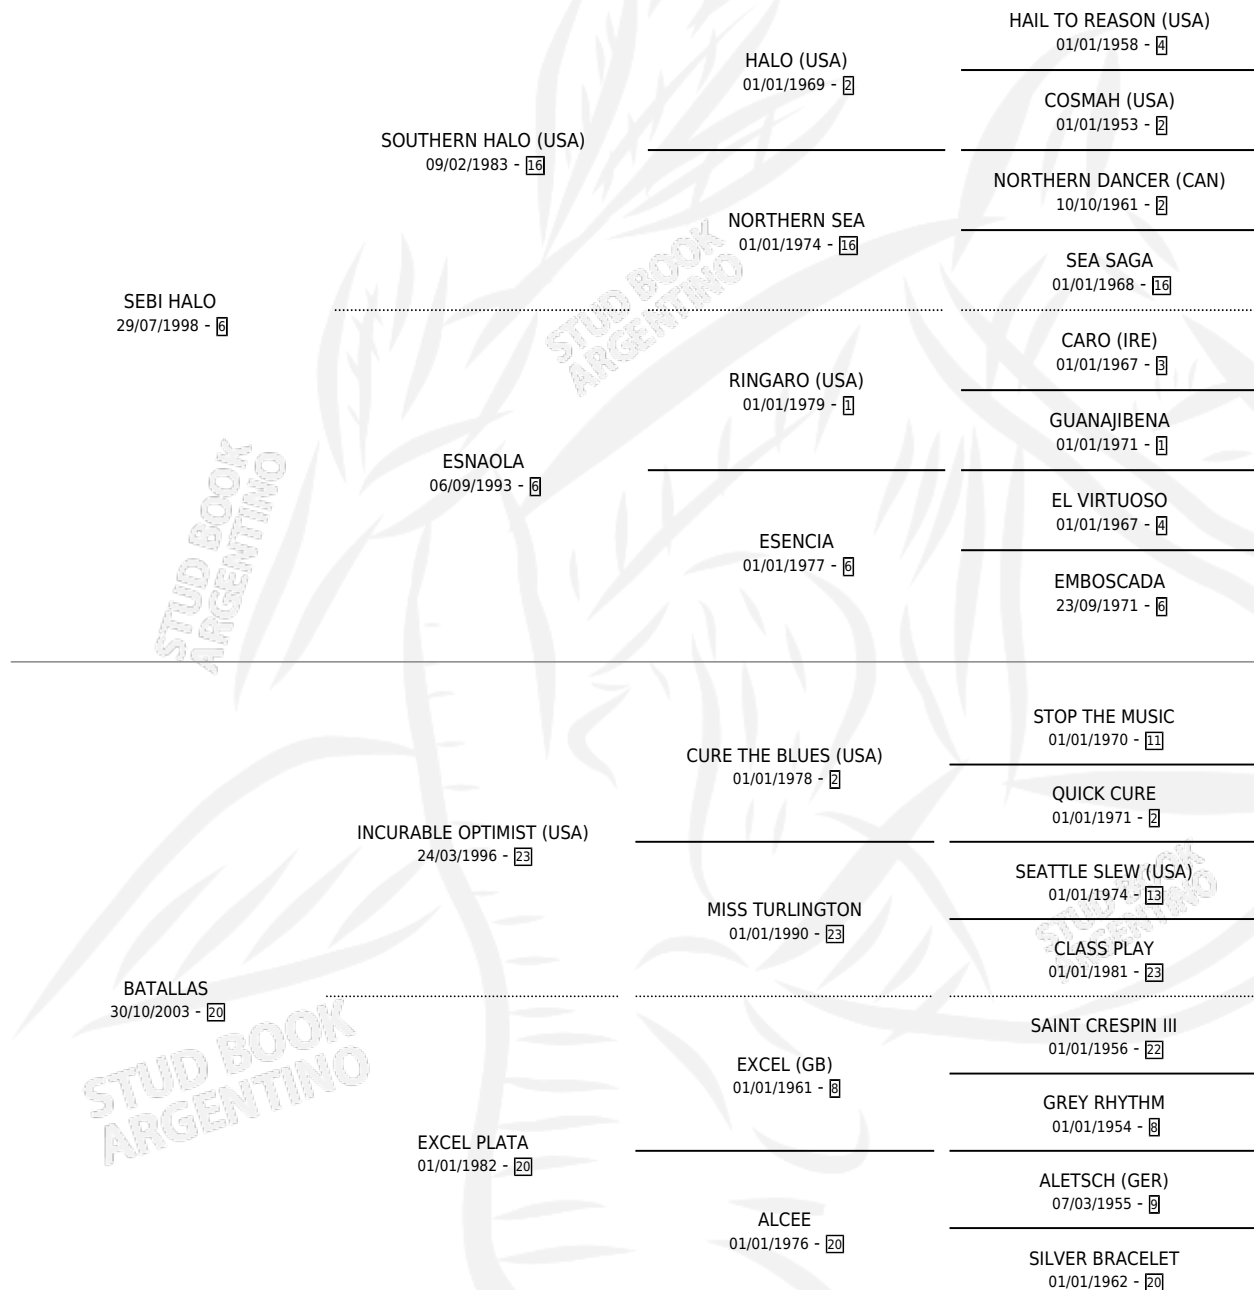 HAIL TO REASON (USA)
01/01/1958 - 4
HALO (USA)
01/01/1969 - 2
COSMAH (USA)
01/01/1953 - 2
SOUTHERN HALO (USA)
09/02/1983 - 16
NORTHERN DANCER (CAN)
10/10/1961 - 2
NORTHERN SEA
01/01/1974 - 16
SEA SAGA
01/01/1968 - 16
SEBI HALO
29/07/1998 - 6
STUD BOOK
ARGENTINO
CARO (IRE)
01/01/1967 - 3
RINGARO (USA)
01/01/1979 - 1
GUANAJIBENA
01/01/1971 - 1
ESNAOLA
06/09/1993 - 6
EL VIRTUOSO
01/01/1967 - 4
ESENCIA
01/01/1977 - 6
EMBOSCADA
23/09/1971 - 6
STUD BOOK
ARGENTINO
STOP THE MUSIC
01/01/1970 - 11
CURE THE BLUES (USA)
01/01/1978 - 2
QUICK CURE
01/01/1971 - 2
INCURABLE OPTIMIST (USA)
24/03/1996 - 23
SEATTLE SLEW (USA)
01/01/1974 - 13
MISS TURLINGTON
01/01/1990 - 23
STUD BOOK
ARGENTINO
CLASS PLAY
01/01/1981 - 23
BATALLAS
30/10/2003 - 20
STUD BOOK
ARGENTINO
SAINT CRESPIN III
01/01/1956 - 22
EXCEL (GB)
01/01/1961 - 8
GREY RHYTHM
01/01/1954 - 8
EXCEL PLATA
01/01/1982 - 20
ALETSCH (GER)
07/03/1955 - 9
ALCEE
01/01/1976 - 20
SILVER BRACELET
01/01/1962 - 20